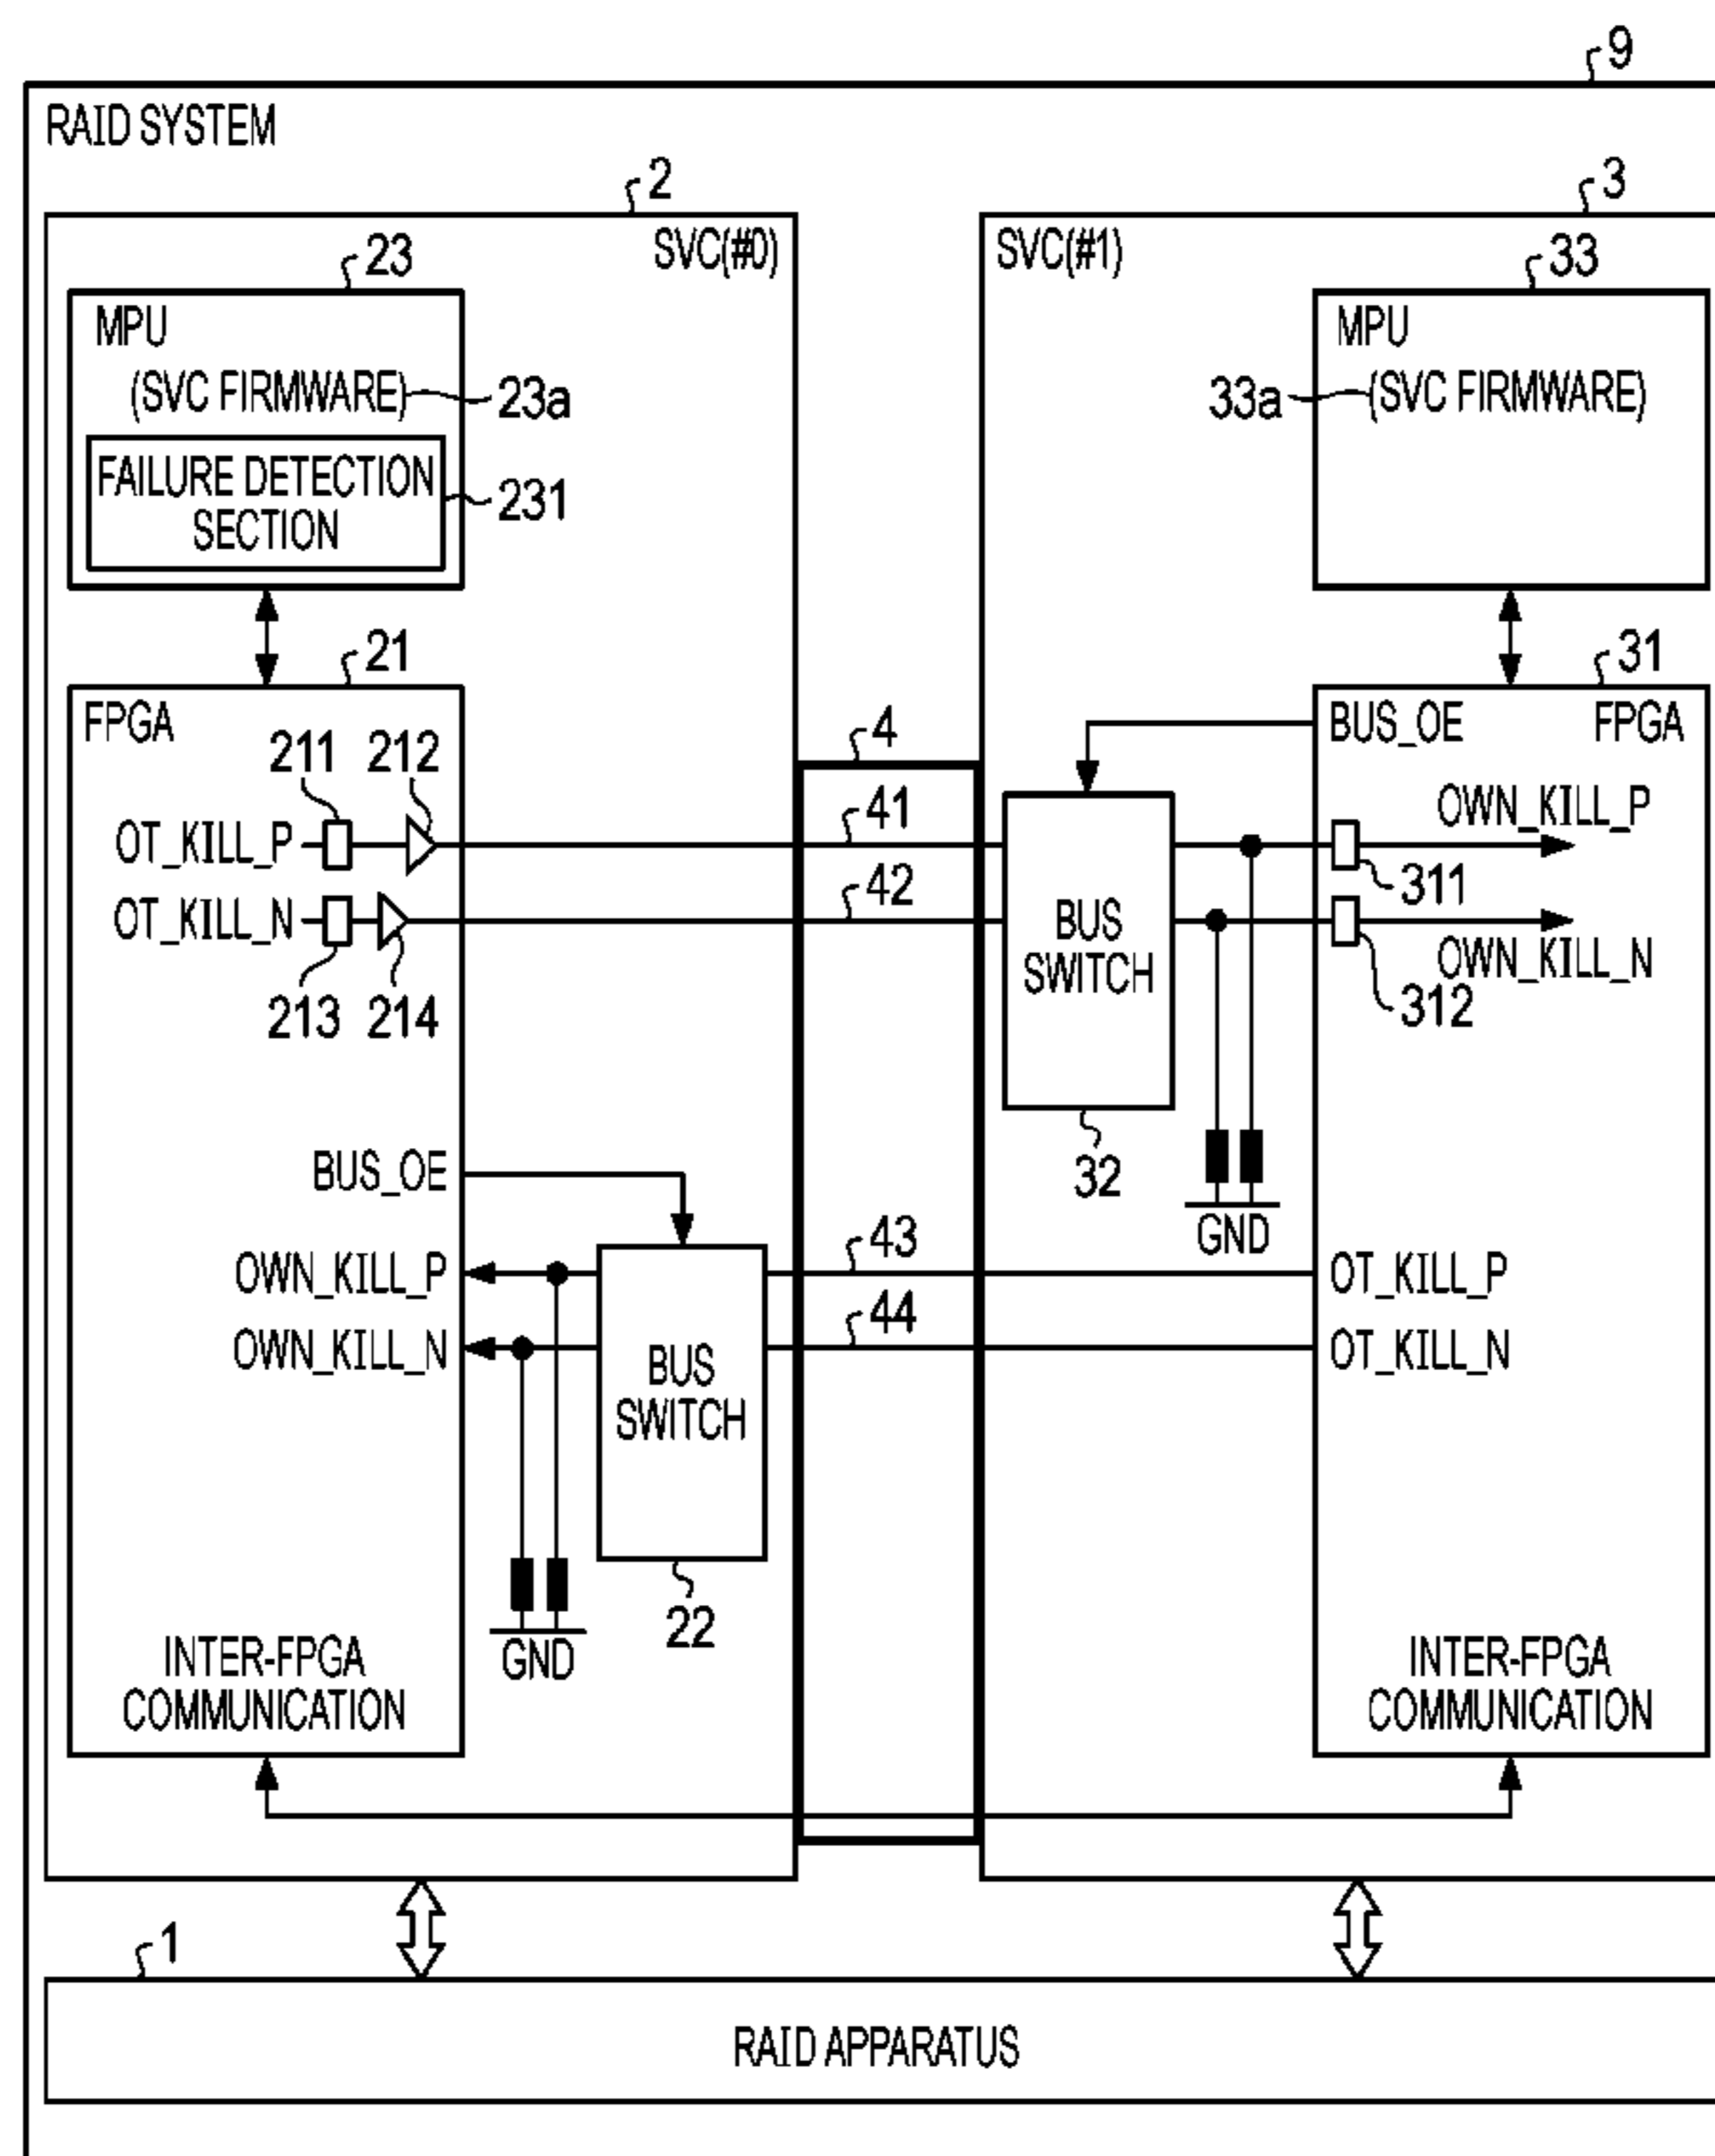 9
RAID SYSTEM
2
3
SVC(#0)
SVC(#1)
23
33
MPU
(SVC FIRMWARE)
23a
FAILURE DETECTION
SECTION
231
MPU
33a
(SVC FIRMWARE)
21
31
FPGA
211
212
4
BUS_OE
FPGA
OT_KILL_P
41
OWN_KILL_P
311
OT_KILL_N
42
BUS
SWITCH
OWN_KILL_N
312
213
214
32
GND
BUS_OE
OWN_KILL_P
43
OT_KILL_P
OWN_KILL_N
44
OT_KILL_N
BUS
SWITCH
22
GND
INTER-FPGA
COMMUNICATION
INTER-FPGA
COMMUNICATION
1
RAID APPARATUS